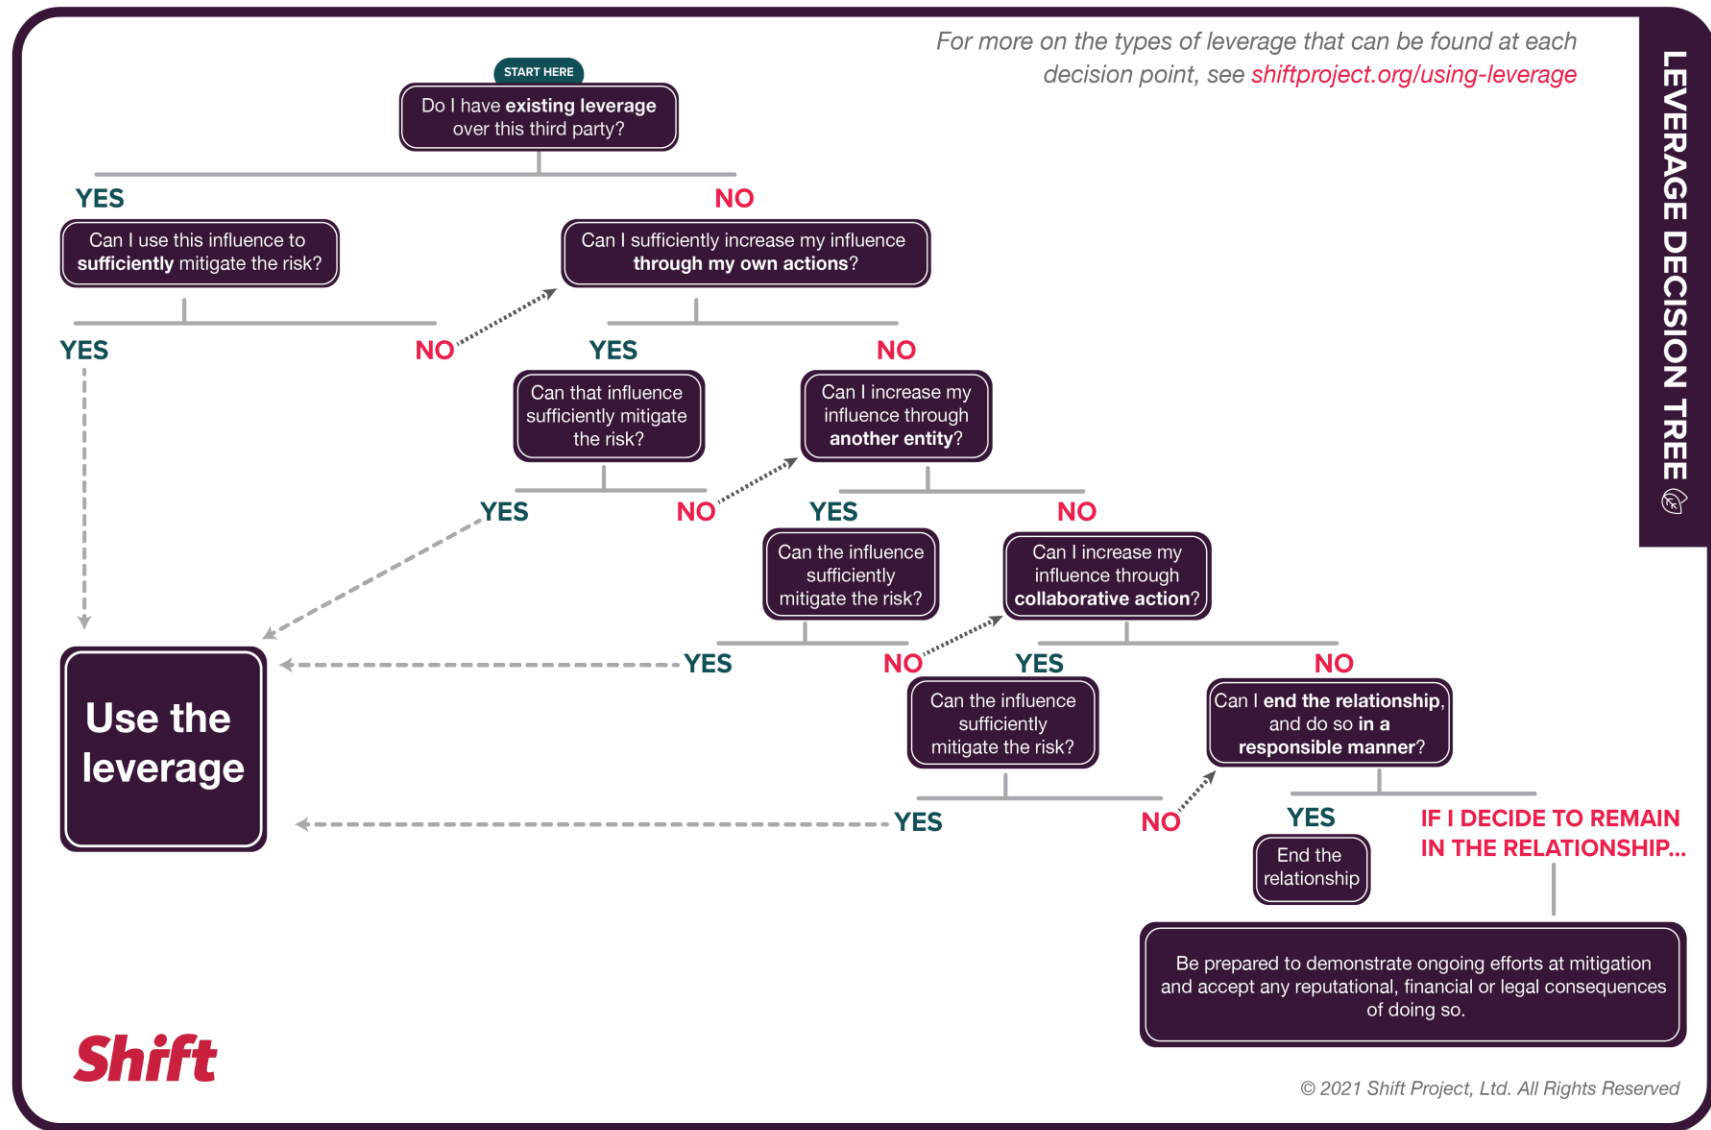 For more on the types of leverage that can be found at each
decision point, see shiftproject.org/using-leverage
LEVERAGE DECISION TREE
START HERE
Do I have existing leverage
over this third party?
YES
NO
Can I use this influence to
sufficiently mitigate the risk?
Can I sufficiently increase my influence
through my own actions?
YES
NO
YES
NO
Can that influence
sufficiently mitigate
the risk?
Can I increase my
influence through
another entity?
YES
NO
YES
NO
Can the influence
sufficiently
mitigate the risk?
Can I increase my
influence through
collaborative action?
YES
NO
YES
NO
Can the influence
sufficiently
mitigate the risk?
Can I end the relationship,
and do so in a
responsible manner?
Use the
leverage
YES
NO
YES
IF I DECIDE TO REMAIN
IN THE RELATIONSHIP...
End the
relationship
Be prepared to demonstrate ongoing efforts at mitigation
and accept any reputational, financial or legal consequences
of doing so.
Shift
© 2021 Shift Project, Ltd. All Rights Reserved